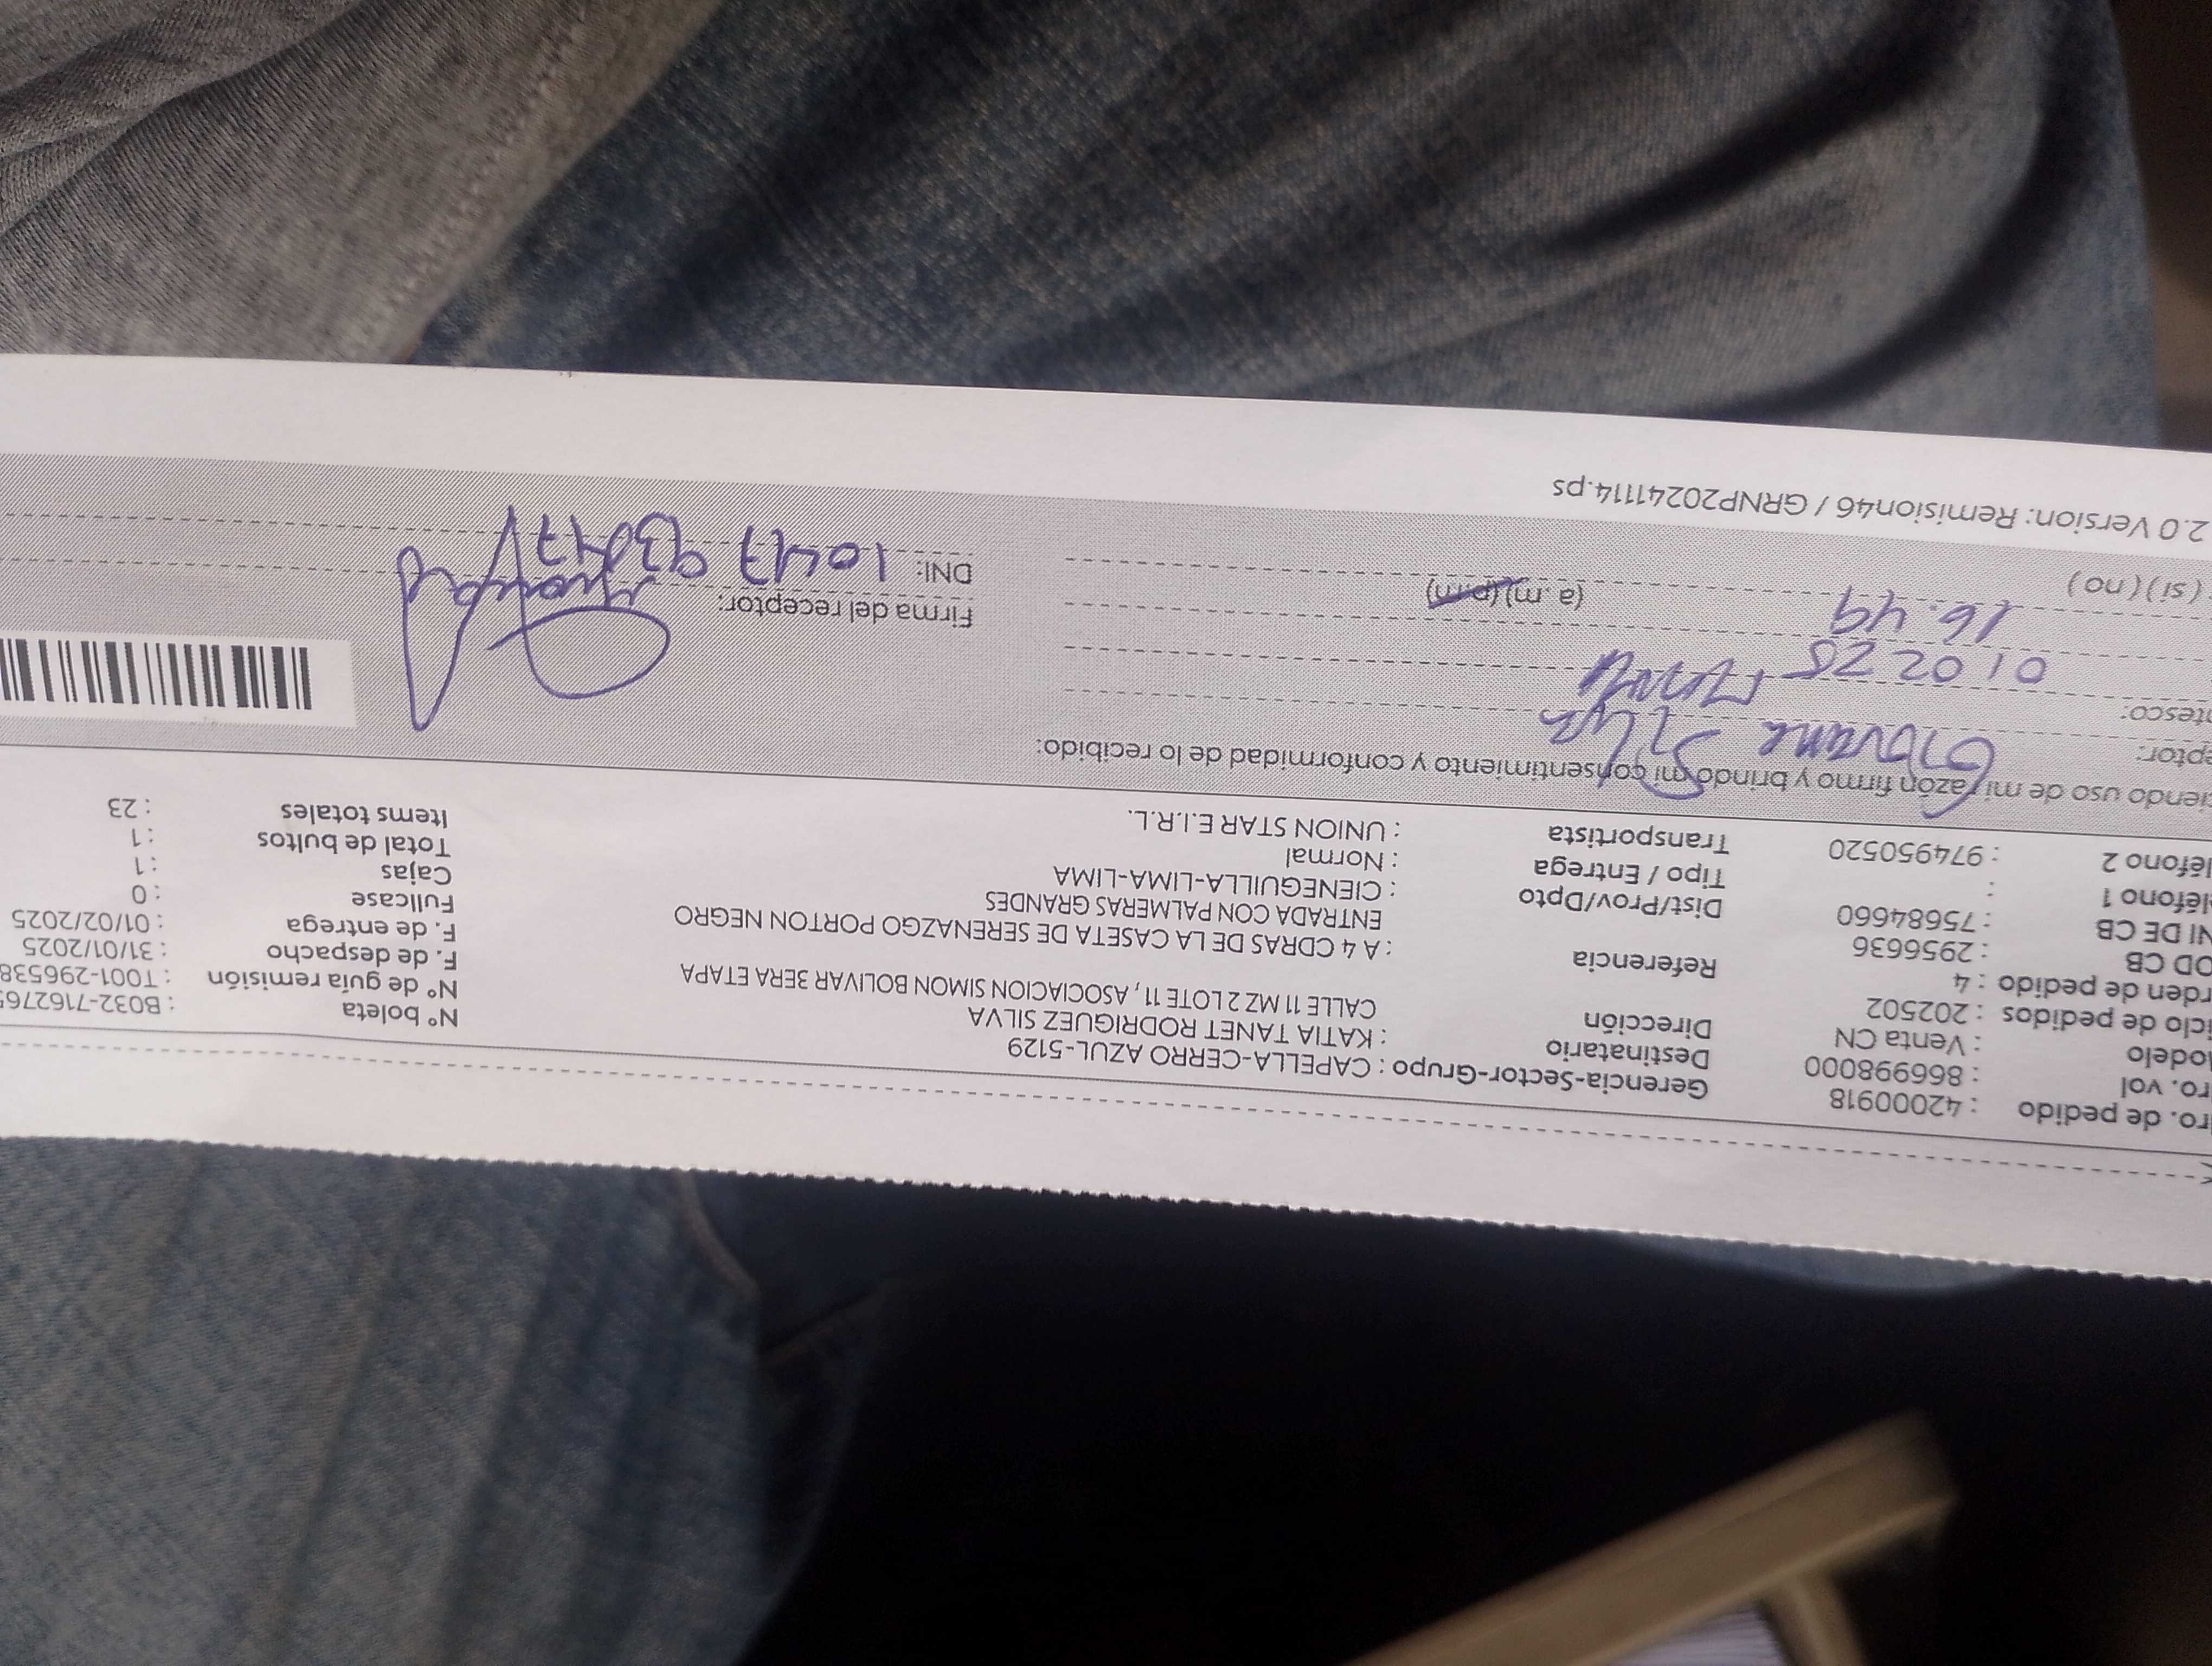 ro. de pedido : 42000918 Gerencia-Sector-Grupo : CAPELLA-CERRO AZUL-5129 N° boleta : B032-716276
ro. vol : 866998000 Destinatario : KATIA TANET RODRIGUEZ SILVA N° de guía remisión : T001-296538
odelo : Venta CN Dirección CALLE 11 MZ 2 LOTE 11 , ASOCIACION SIMON BOLIVAR 3ERA ETAPA F. de despacho : 31/01/2025
iclo de pedidos : 202502 Referencia : A 4 CDRAS DE LA CASETA DE SERENAZGO PORTON NEGRO F. de entrega : 01/02/2025
rden de pedido : 4 ENTRADA CON PALMERAS GRANDES Fullcase : 0
OD CB : 2956636 Dist/Prov/Dpto : CIENEGUILLA-LIMA-LIMA Cajas : 1
NI DE CB : 75684660 Tipo / Entrega : Normal Total de bultos : 1
léfono 1 : Transportista : UNION STAR E.I.R.L. Items totales : 23
léfono 2 : 974950520
ciendo uso de mi razón firmo y brindo mi consentimiento y conformidad de lo recibido:
eptor: Giovana Silva
ntesco: MAMA
01 02 25 Firma del receptor:
16.49 (a.m)(p.m) DNI: 10479
(si) (no)
2.0 Version: Remision46 / GRNP20241114.ps